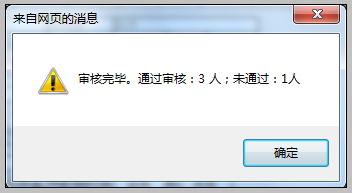 来自网页的消息
审核完毕。通过审核：3 人；未通过：1人
确定